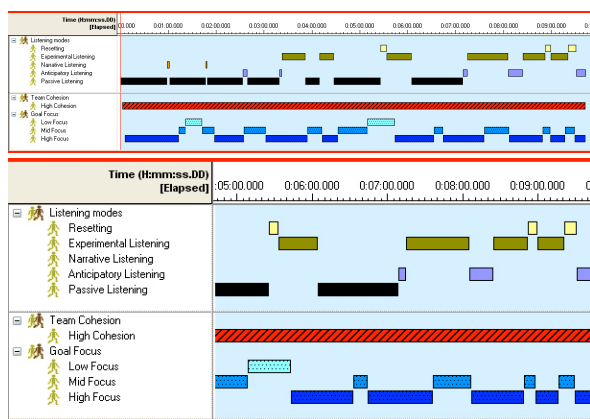 Time (H:mm:ss.DD)
[Elapsed]
0:01:00.000 0:02:00.000 0:03:00.000 0:04:00.000 0:05:00.000 0:06:00.000 0:07:00.000 0:08:00.000 0:09:00.000
Listening modes
Resetting
Experimental Listening
Narrative Listening
Anticipatory Listening
Passive Listening
Team Cohesion
High Cohesion
Goal Focus
Low Focus
Mid Focus
High Focus
Time (H:mm:ss.DD)
[Elapsed]
:05:00.000 0:06:00.000 0:07:00.000 0:08:00.000 0:09:00.000
Listening modes
Resetting
Experimental Listening
Narrative Listening
Anticipatory Listening
Passive Listening
Team Cohesion
High Cohesion
Goal Focus
Low Focus
Mid Focus
High Focus